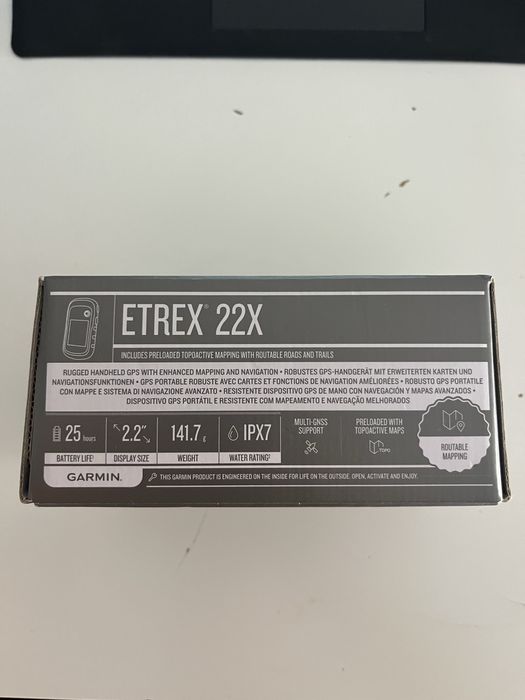 ETREX® 22X
INCLUDES PRELOADED TOPOACTIVE MAPPING WITH ROUTABLE ROADS AND TRAILS
RUGGED HANDHELD GPS WITH ENHANCED MAPPING AND NAVIGATION • ROBUSTES GPS-HANDGERÄT MIT ERWEITERTEN KARTEN UND
NAVIGATIONSFUNKTIONEN • GPS PORTABLE ROBUSTE AVEC CARTES ET FONCTIONS DE NAVIGATION AMÉLIORÉES • ROBUSTO GPS PORTATILE
CON MAPPE E SISTEMA DI NAVIGAZIONE AVANZATO • RESISTENTE DISPOSITIVO GPS DE MANO CON NAVEGACIÓN Y MAPAS AVANZADOS •
DISPOSITIVO GPS PORTÁTIL E RESISTENTE COM MAPEAMENTO E NAVEGAÇÃO MELHORADOS
25 hours
BATTERY LIFE¹
2.2"
DISPLAY SIZE
141.7 g
WEIGHT
IPX7
WATER RATING²
MULTI-GNSS
SUPPORT
PRELOADED WITH
TOPOACTIVE MAPS
TOPO
ROUTABLE
MAPPING
GARMIN.
THIS GARMIN PRODUCT IS ENGINEERED ON THE INSIDE FOR LIFE ON THE OUTSIDE. OPEN, ACTIVATE AND ENJOY.